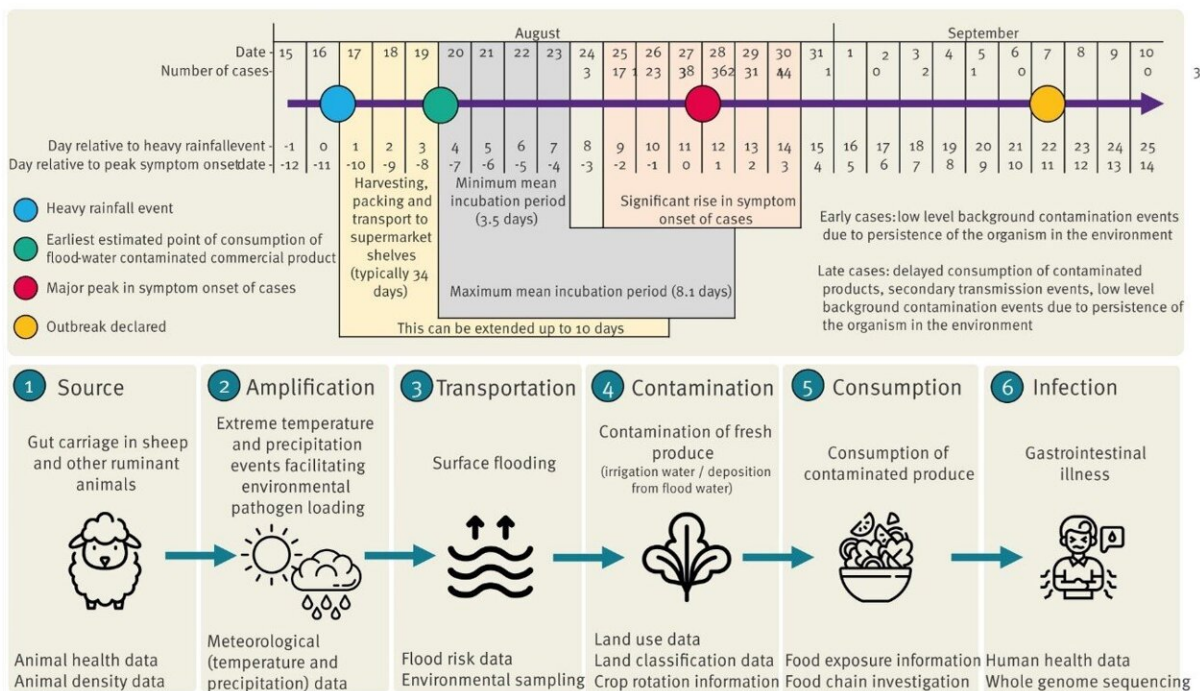 August
September
Date - 15 16 17 18 19 20 21 22 23 24 25 26 27 28 29 30 31 1 2 3 4 5 6 7 8 9 10
Number of cases- 3 17 1 23 38 362 31 44 1 0 2 1 0 0 3
Day relative to heavy rainfallevent - -1 0 1 2 3 4 5 6 7 8 9 10 11 12 13 14 15 16 17 18 19 20 21 22 23 24 25
Day relative to peak symptom onsetdate - -12 -11 -10 -9 -8 -7 -6 -5 -4 -3 -2 -1 0 1 2 3 4 5 6 7 8 9 10 11 12 13 14
Heavy rainfall event
Earliest estimated point of consumption of
flood-water contaminated commercial product
Major peak in symptom onset of cases
Outbreak declared
Harvesting,
packing and
transport to
supermarket
shelves
(typically 34
days)
Minimum mean
incubation period
(3.5 days)
Significant rise in symptom
onset of cases
Maximum mean incubation period (8.1 days)
This can be extended up to 10 days
Early cases: low level background contamination events
due to persistence of the organism in the environment
Late cases: delayed consumption of contaminated
products, secondary transmission events, low level
background contamination events due to persistence of
the organism in the environment
1 Source
Gut carriage in sheep
and other ruminant
animals
Animal health data
Animal density data
2 Amplification
Extreme temperature
and precipitation
events facilitating
environmental
pathogen loading
Meteorological
(temperature and
precipitation) data
3 Transportation
Surface flooding
Flood risk data
Environmental sampling
4 Contamination
Contamination of fresh
produce
(irrigation water / deposition
from flood water)
Land use data
Land classification data
Crop rotation information
5 Consumption
Consumption of
contaminated produce
Food exposure information
Food chain investigation
6 Infection
Gastrointestinal
illness
Human health data
Whole genome sequencing